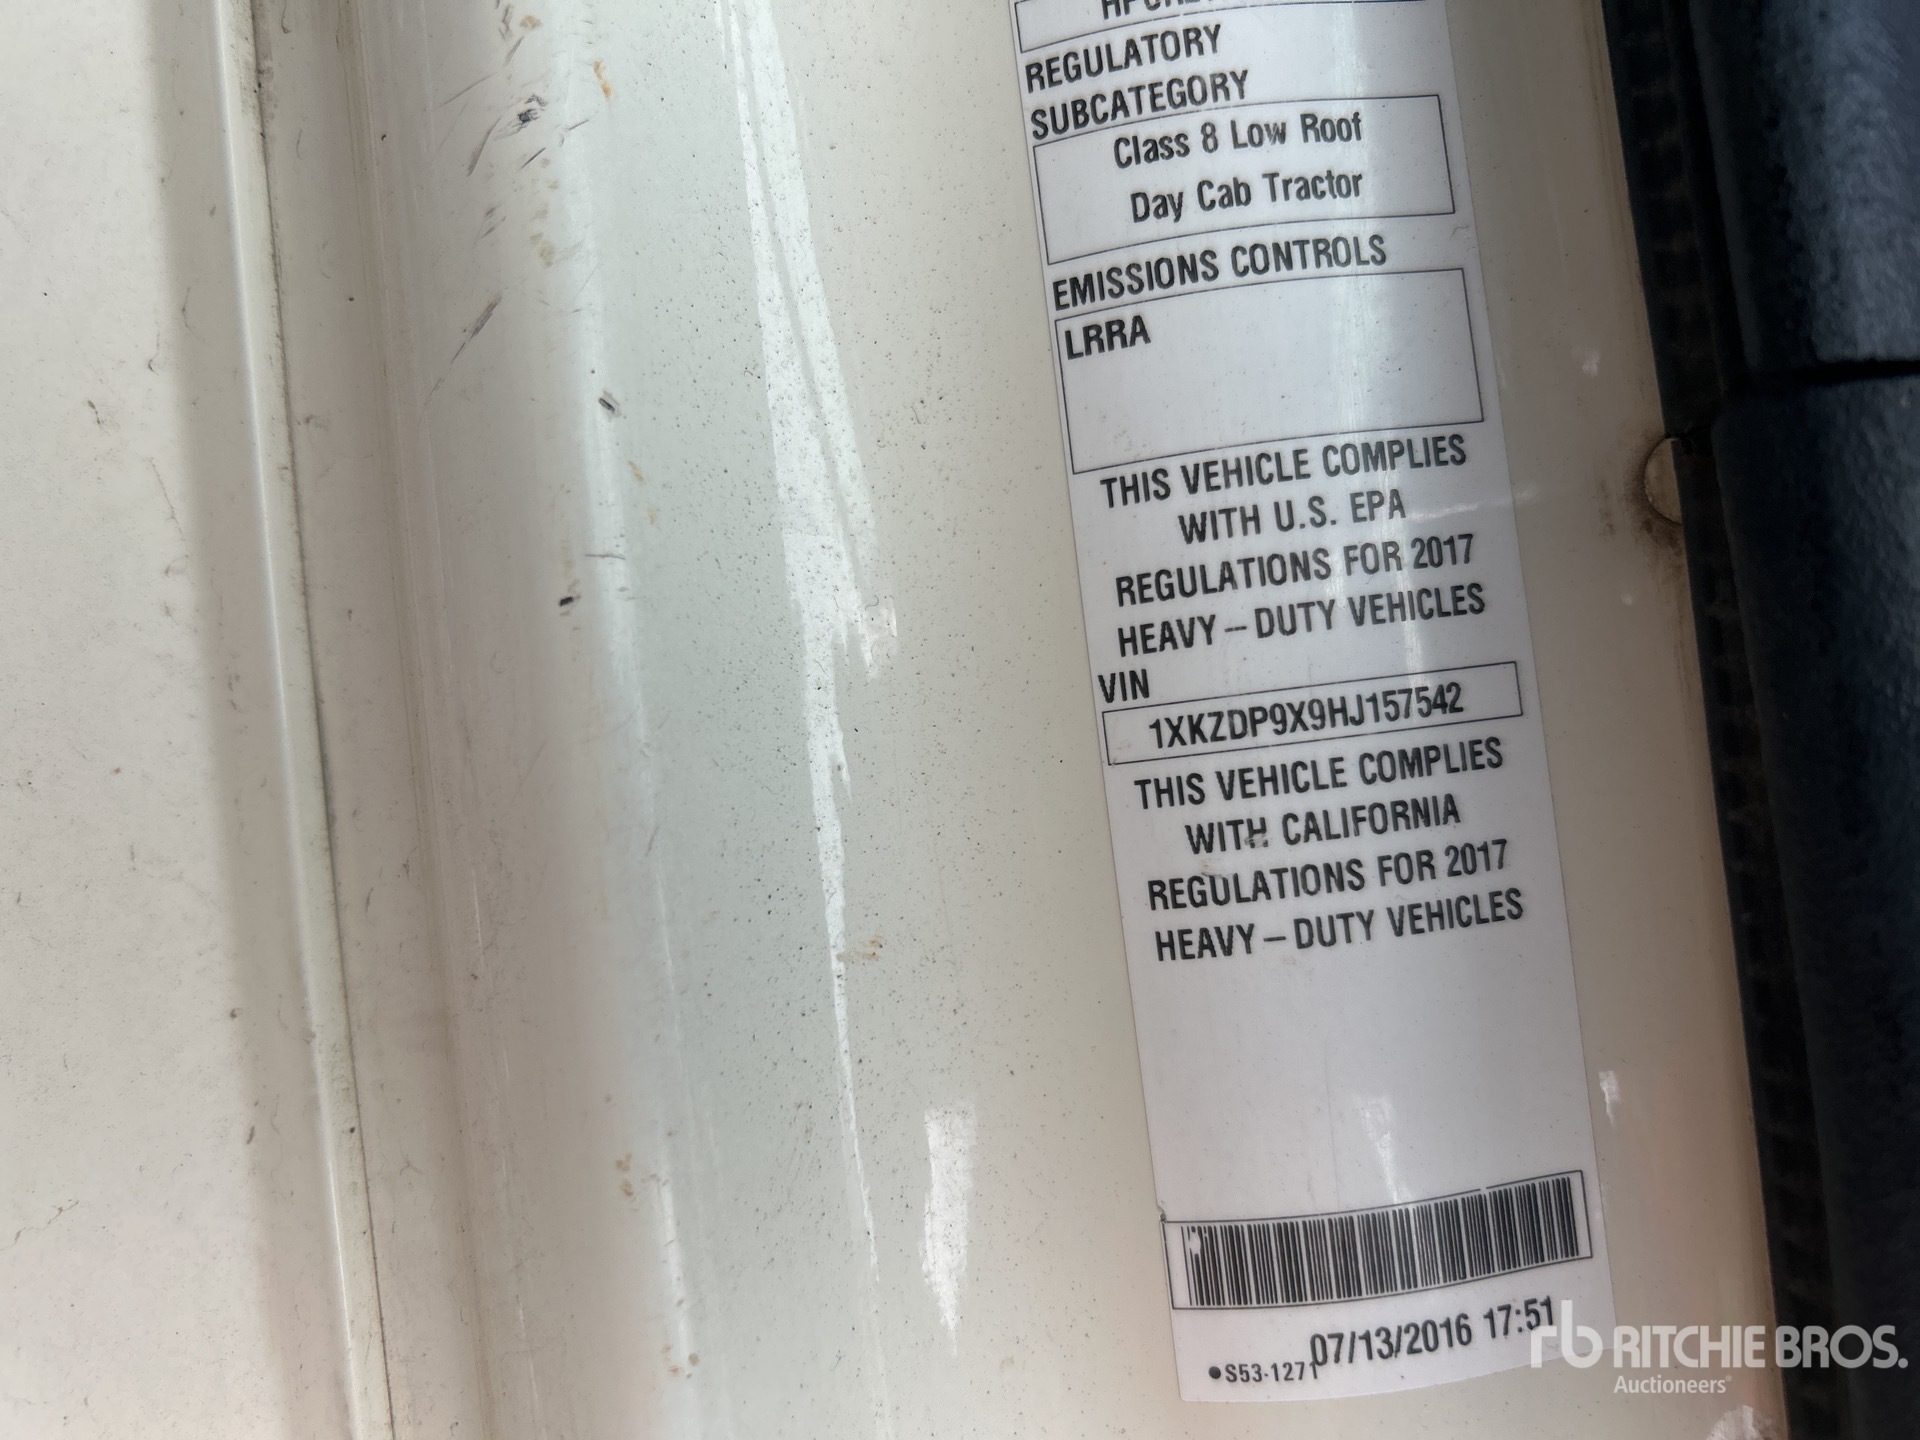 REGULATORY
SUBCATEGORY
Class 8 Low Roof
Day Cab Tractor
EMISSIONS CONTROLS
LRRA
THIS VEHICLE COMPLIES
WITH U.S. EPA
REGULATIONS FOR 2017
HEAVY – DUTY VEHICLES
VIN
1XKZDP9X9HJ157542
THIS VEHICLE COMPLIES
WITH CALIFORNIA
REGULATIONS FOR 2017
HEAVY – DUTY VEHICLES
07/13/2016 17:51
•S53-1271
rb RITCHIE BROS.
Auctioneers